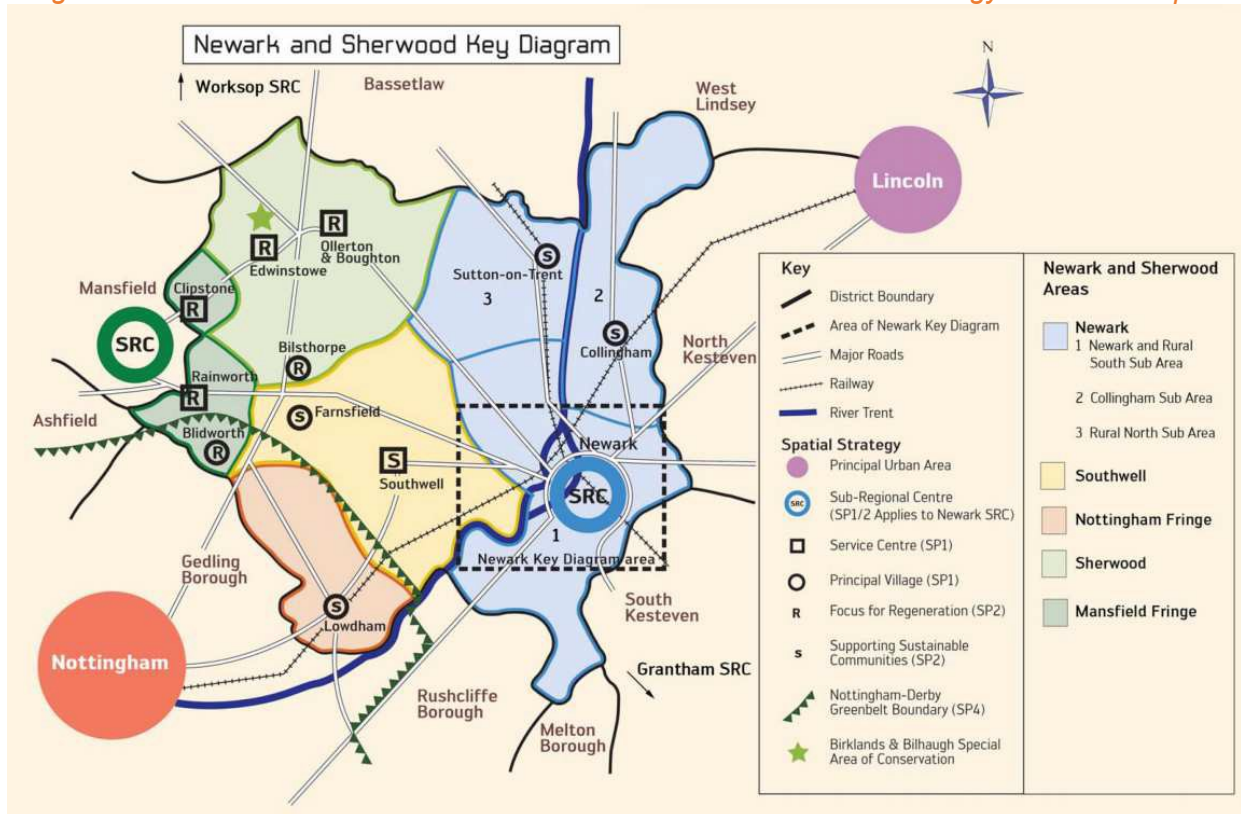 Newark and Sherwood Key Diagram
N
Worksop SRC
Bassetlaw
West
Lindsey
Lincoln
R
R
Ollerton
& Boughton
Edwinstowe
S
Sutton-on-Trent
3
2
Mansfield
Clipstone
R
SRC
S
Collingham
North
Kesteven
Bilsthorpe
R
Rainworth
R
Ashfield
S
Farnsfield
Blidworth
R
S
Southwell
Newark
SRC
1
Newark Key Diagram area
Gedling
Borough
S
Lowdham
South
Kesteven
Nottingham
Grantham SRC
Rushcliffe
Borough
Melton
Borough
Key
District Boundary
Area of Newark Key Diagram
Major Roads
Railway
River Trent
Spatial Strategy
Principal Urban Area
SRC
Sub-Regional Centre
(SP1/2 Applies to Newark SRC)
Service Centre (SP1)
Principal Village (SP1)
R
Focus for Regeneration (SP2)
S
Supporting Sustainable
Communities (SP2)
Nottingham-Derby
Greenbelt Boundary (SP4)
Birklands & Bilhaugh Special
Area of Conservation
Newark and Sherwood
Areas
Newark
1 Newark and Rural
South Sub Area
2 Collingham Sub Area
3 Rural North Sub Area
Southwell
Nottingham Fringe
Sherwood
Mansfield Fringe